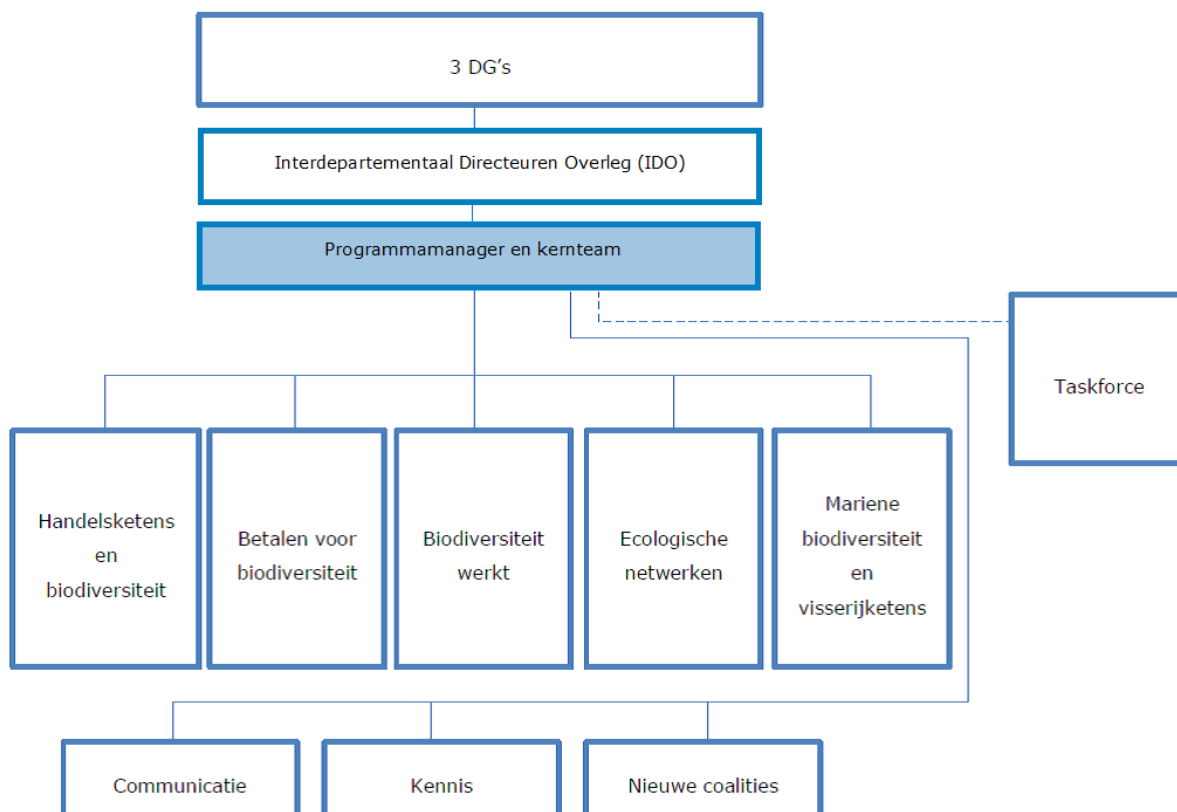 3 DG's
Interdepartementaal Directeuren Overleg (IDO)
Programmamanager en kernteam
Taskforce
Handelsketens
en
biodiversiteit
Betalen voor
biodiversiteit
Biodiversiteit
werkt
Ecologische
netwerken
Mariene
biodiversiteit
en
visserijketens
Communicatie
Kennis
Nieuwe coalities